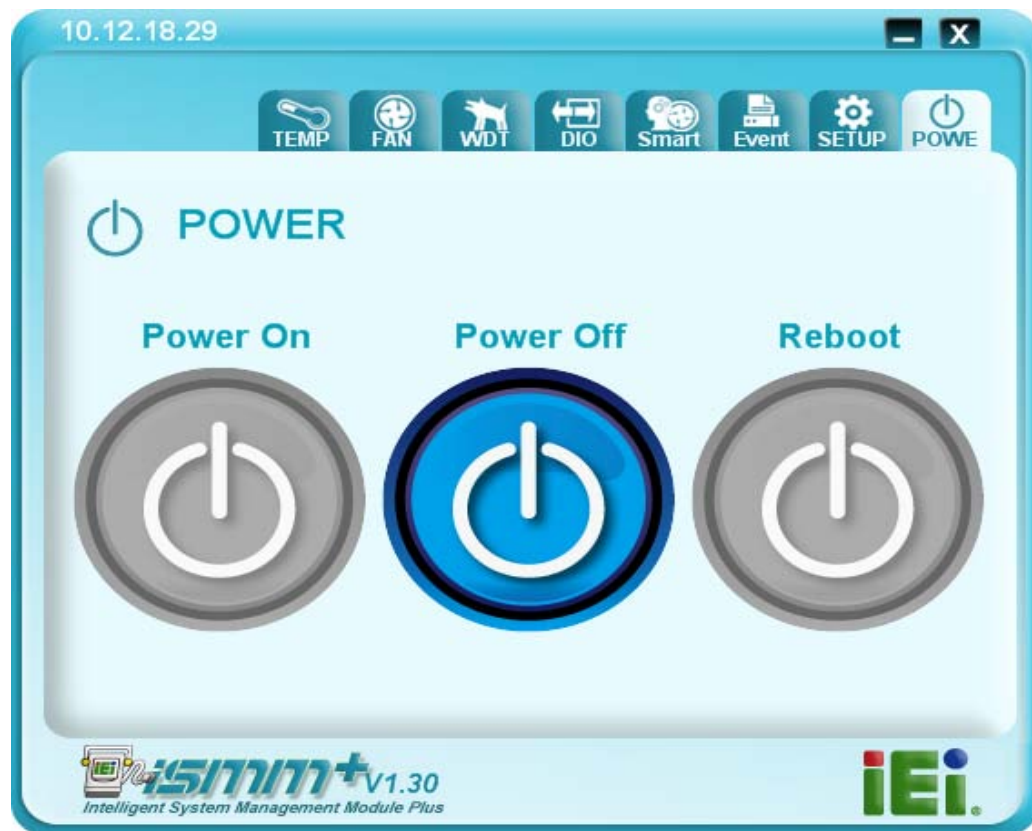 10.12.18.29
TEMP FAN WDT DIO Smart Event SETUP POWE
POWER
Power On Power Off Reboot
iEi ismm+ V1.30
Intelligent System Management Module Plus
iEi.